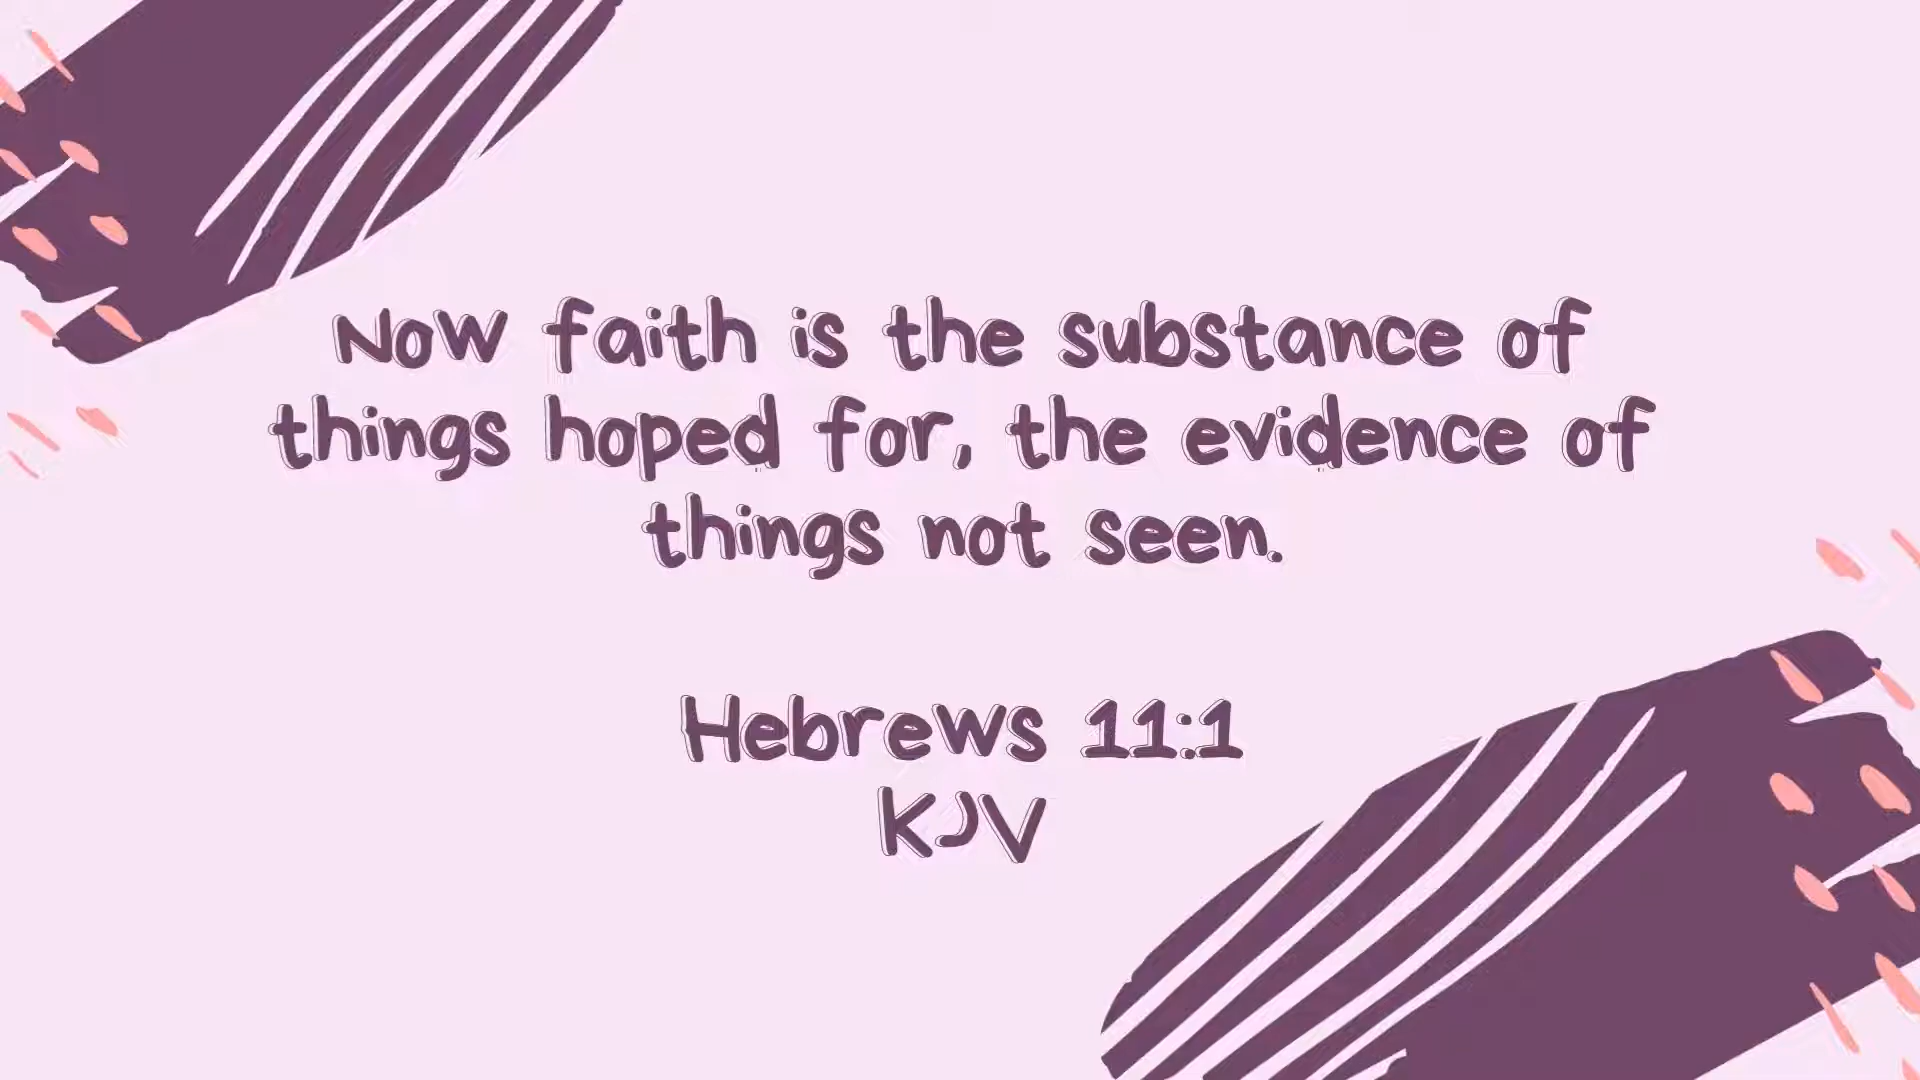 Now faith is the substance of
things hoped for, the evidence of
things not seen.
Hebrews 11:1
KJV